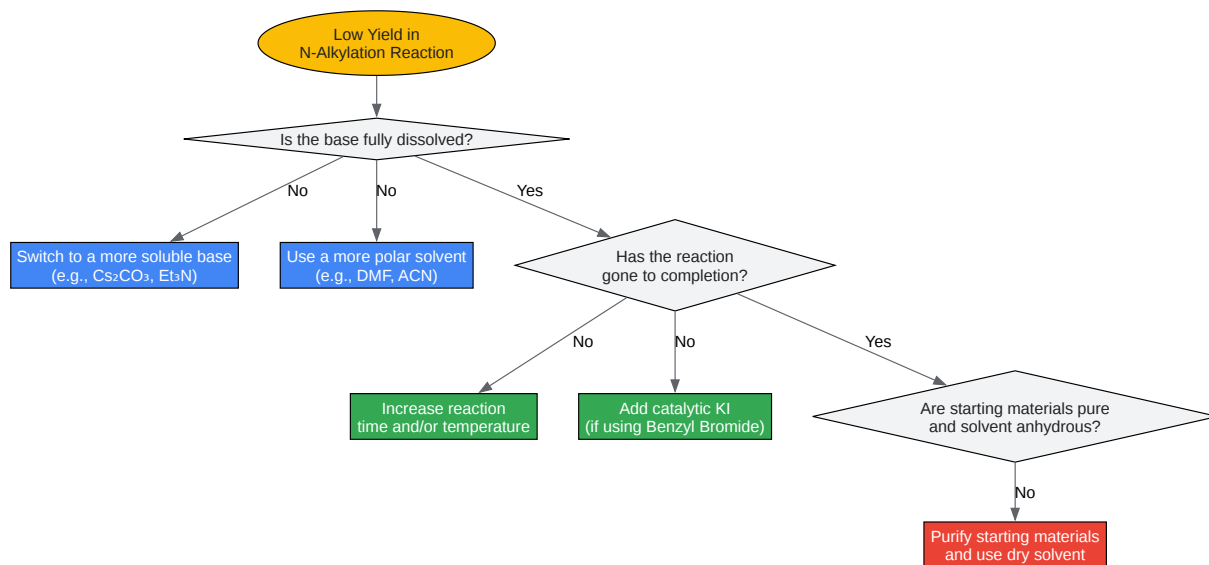 Low Yield in
N-Alkylation Reaction
Is the base fully dissolved?
No
No
Yes
Switch to a more soluble base
(e.g., Cs₂CO₃, Et₃N)
Use a more polar solvent
(e.g., DMF, ACN)
Has the reaction
gone to completion?
No
No
Yes
Increase reaction
time and/or temperature
Add catalytic KI
(if using Benzyl Bromide)
Are starting materials pure
and solvent anhydrous?
No
Purify starting materials
and use dry solvent